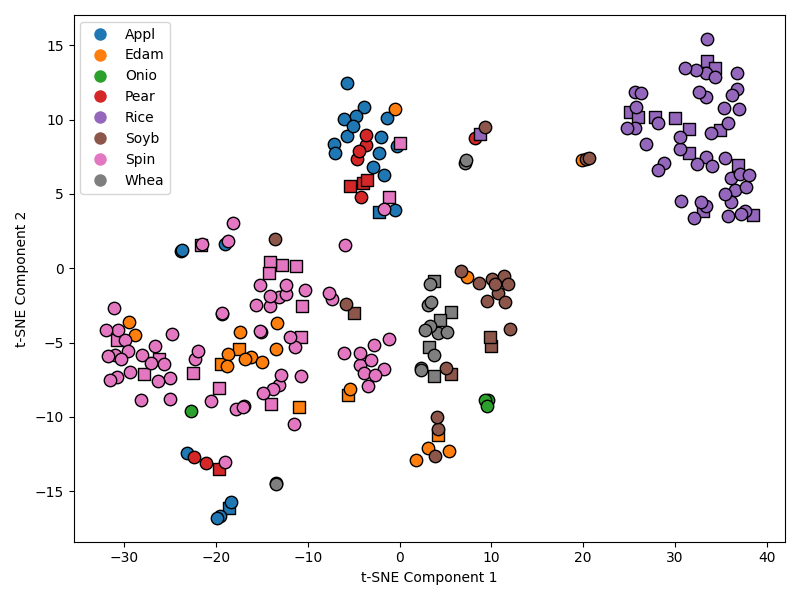 Appl
Edam
Onio
Pear
Rice
Soyb
Spin
Whea
15
10
5
0
−5
−10
−15
t-SNE Component 2
−30 −20 −10 0 10 20 30 40
t-SNE Component 1